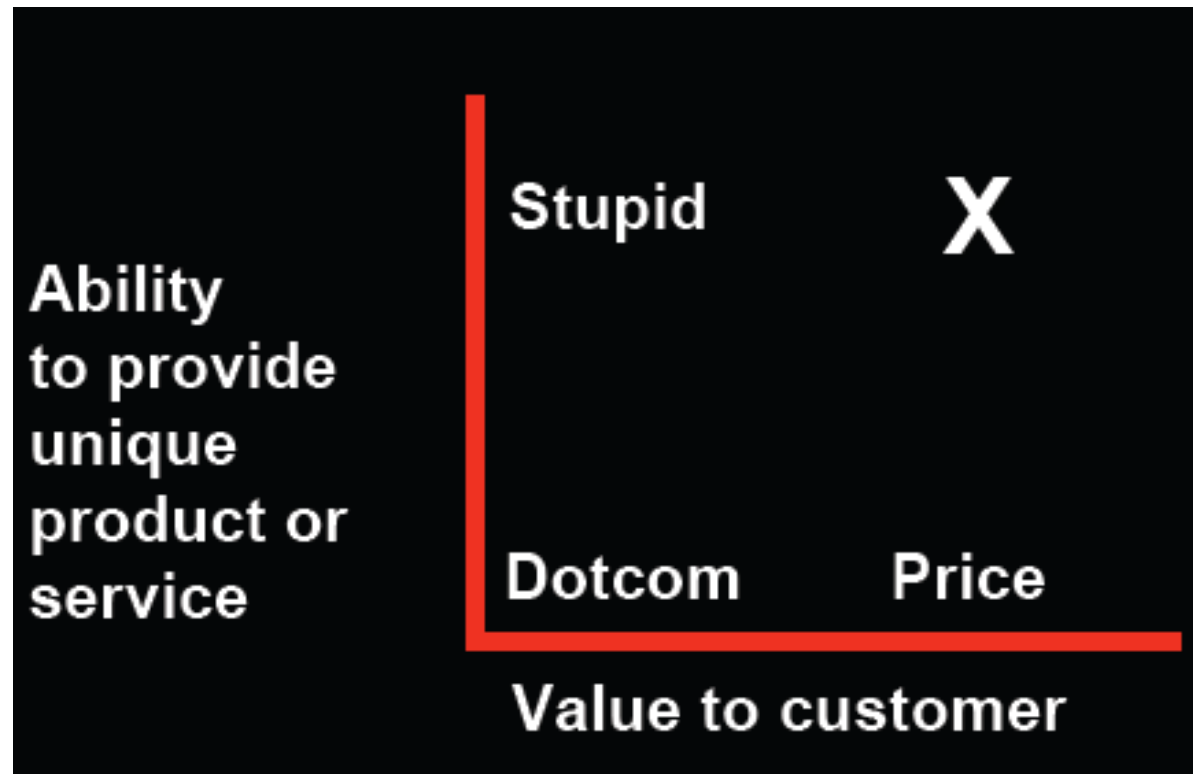 Stupid X
Ability
to provide
unique
product or
service
Dotcom Price
Value to customer